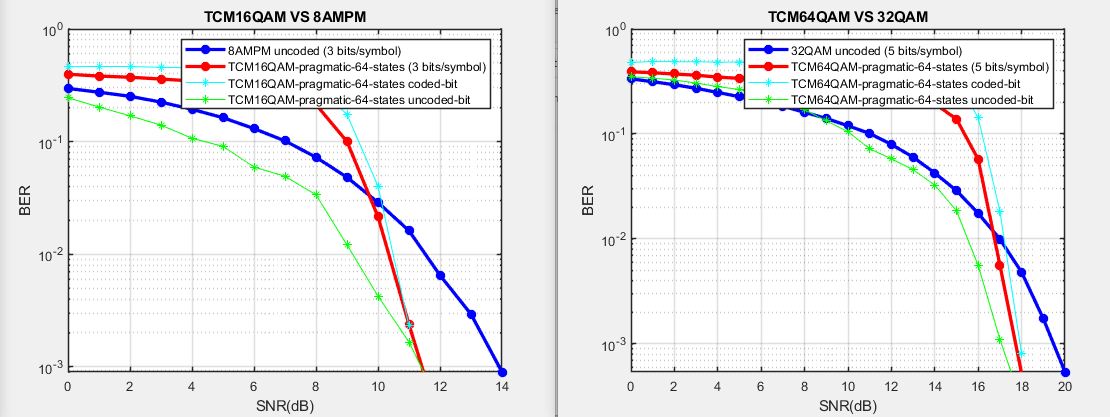 TCM16QAM VS 8AMPM
8AMPM uncoded (3 bits/symbol)
TCM16QAM-pragmatic-64-states (3 bits/symbol)
TCM16QAM-pragmatic-64-states coded-bit
TCM16QAM-pragmatic-64-states uncoded-bit
10^0
10^-1
10^-2
10^-3
BER
0 2 4 6 8 10 12 14
SNR(dB)
TCM64QAM VS 32QAM
32QAM uncoded (5 bits/symbol)
TCM64QAM-pragmatic-64-states (5 bits/symbol)
TCM64QAM-pragmatic-64-states coded-bit
TCM64QAM-pragmatic-64-states uncoded-bit
10^0
10^-1
10^-2
10^-3
BER
0 2 4 6 8 10 12 14 16 18 20
SNR(dB)